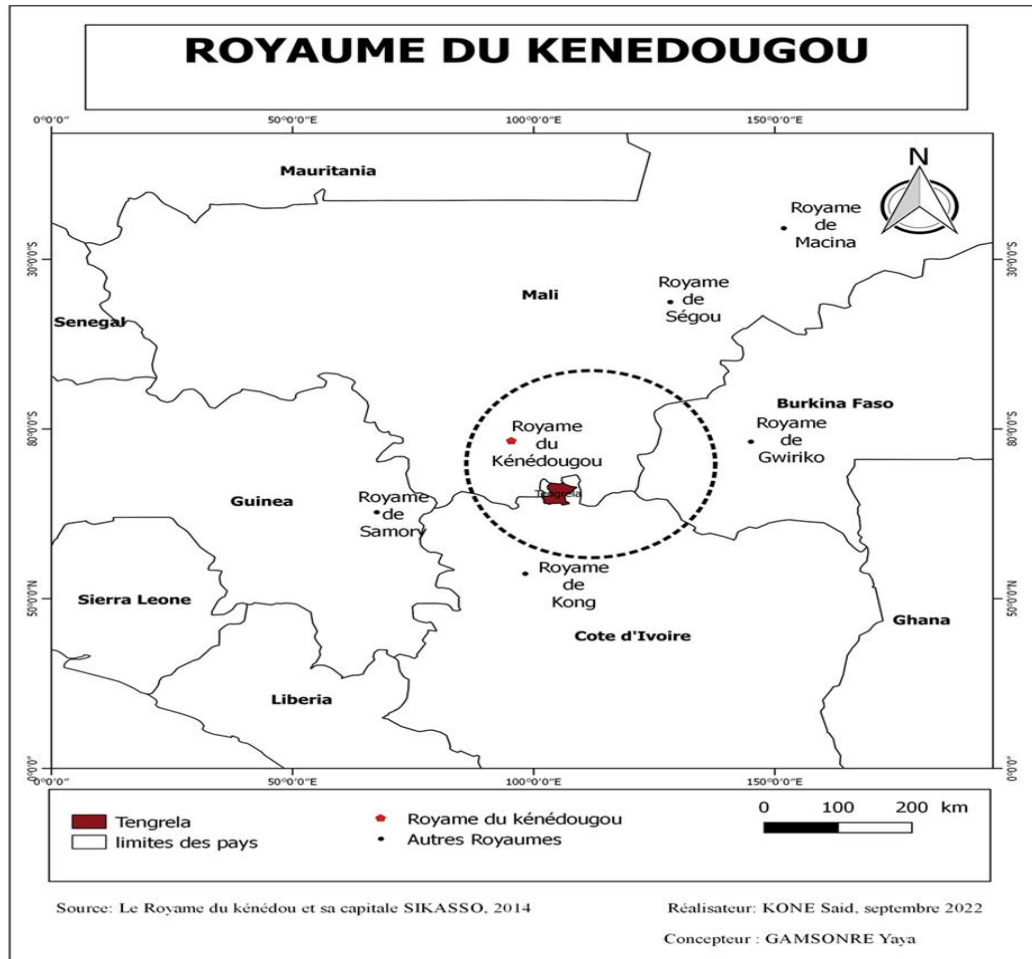 ROYAUME DU KENEDOUGOU
0°0'0"
50°0'0"E
100°0'0"E
150°0'0"E
N
Mauritania
Royame
de
Macina
30°0'0"S
30°0'0"S
Mali
Royame
de
Ségou
Senegal
Burkina Faso
Royame
du
Kénédougou
Royame
de
Gwiriko
80°0'0"S
80°0'0"S
Tengrela
Guinea
Royame
de
Samory
Royame
de
Kong
50°0'0"N
50°0'0"N
Sierra Leone
Cote d'Ivoire
Ghana
Liberia
0°0'0"
0°0'0"
0°0'0"
50°0'0"E
100°0'0"E
150°0'0"E
Tengrela
limites des pays
Royame du kénédougou
Autres Royaumes
0 100 200 km
Source: Le Royame du kénédou et sa capitale SIKASSO, 2014
Réalisateur: KONE Said, septembre 2022
Concepteur : GAMSONRE Yaya